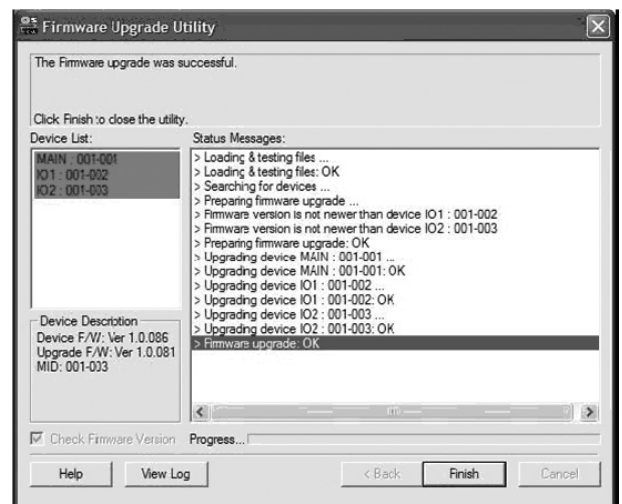 Firmware Upgrade Utility
The Firmware upgrade was successful.
Click Finish to close the utility.
Device List:
MAIN : 001-001
IO1 : 001-002
IO2 : 001-003
Device Description
Device F/W: Ver 1.0.086
Upgrade F/W: Ver 1.0.081
MID: 001-003
Status Messages:
> Loading & testing files ...
> Loading & testing files: OK
> Searching for devices ...
> Preparing firmware upgrade ...
> Firmware version is not newer than device IO1 : 001-002
> Firmware version is not newer than device IO2 : 001-003
> Preparing firmware upgrade: OK
> Upgrading device MAIN : 001-001 ...
> Upgrading device MAIN : 001-001: OK
> Upgrading device IO1 : 001-002 ...
> Upgrading device IO1 : 001-002: OK
> Upgrading device IO2 : 001-003 ...
> Upgrading device IO2 : 001-003: OK
> Firmware upgrade: OK
Check Firmware Version
Progress...
Help
View Log
< Back
Finish
Cancel